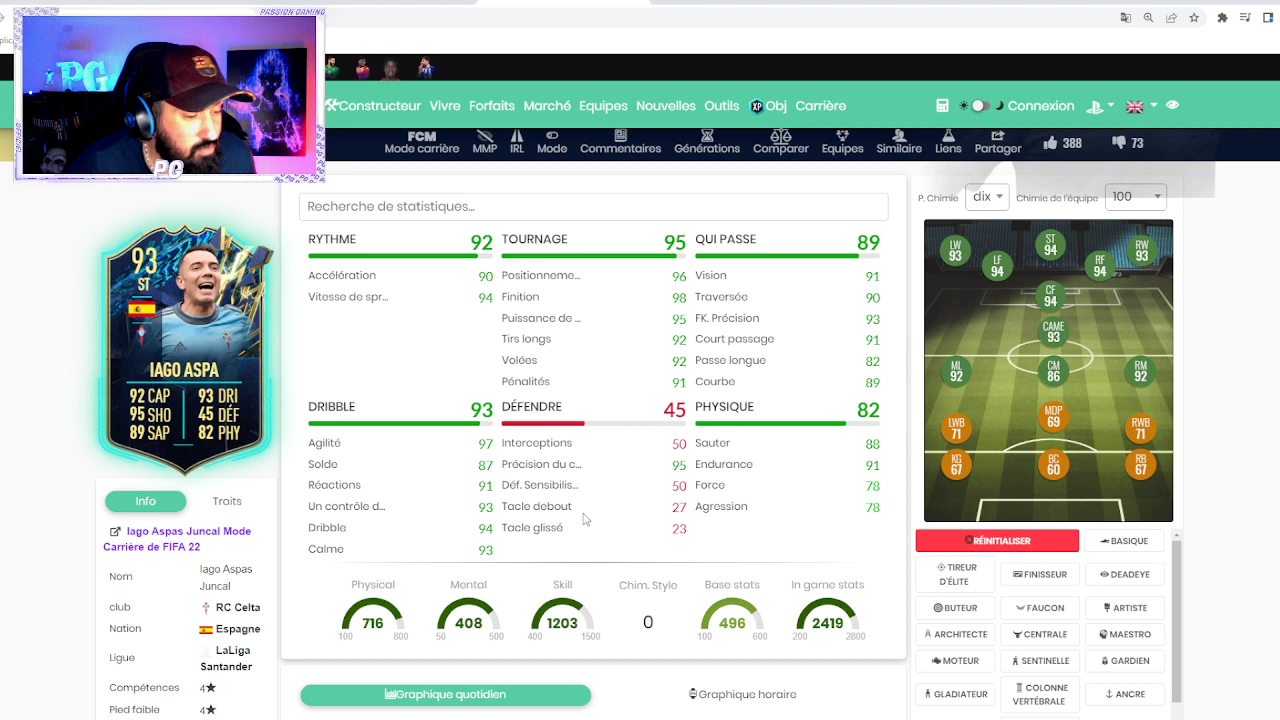 PASSION GAMING
PG
OFFICIEL
PG
Constructeur Vivre Forfaits Marché Equipes Nouvelles Outils XP Obj Carrière
Connexion
FCM
Mode carrière MMP IRL Mode Commentaires Générations Comparer Equipes Similaire Liens Partager
388 73
Recherche de statistiques...
P. Chimie dix Chimie de l'équipe 100
RYTHME 92
Accélération 90
Vitesse de spr... 94
TOURNAGE 95
Positionneme... 96
Finition 98
Puissance de ... 95
Tirs longs 92
Volées 92
Pénalités 91
QUI PASSE 89
Vision 91
Traversée 90
FK. Précision 93
Court passage 91
Passe longue 82
Courbe 89
DRIBBLE 93
Agilité 97
Solde 87
Réactions 91
Un contrôle d... 93
Dribble 94
Calme 93
DÉFENDRE 45
Interceptions 50
Précision du c... 95
Déf. Sensibilis... 50
Tacle debout 27
Tacle glissé 23
PHYSIQUE 82
Sauter 88
Endurance 91
Force 78
Agression 78
Physical Mental Skill Chim. Style Base stats In game stats
716 408 1203 0 496 2419
100 800 50 500 400 1500 100 600 200 2800
Graphique quotidien
Graphique horaire
93
ST
IAGO ASPA
92 CAP 93 DRI
95 SHO 45 DÉF
89 SAP 82 PHY
Info Traits
Iago Aspas Juncal Mode
Carrière de FIFA 22
Nom Iago Aspas
Juncal
club RC Celta
Nation Espagne
Ligue LaLiga
Santander
Compétences 4★
Pied faible 4★
LW
93
ST
94
RW
93
LF
94
RF
94
CF
94
CAME
93
ML
92
CM
86
RM
92
LWB
71
MDP
69
RWB
71
KG
67
BC
60
RB
67
RÉINITIALISER BASIQUE
TIREUR
D'ÉLITE
FINISSEUR DEADEYE
BUTEUR FAUCON ARTISTE
ARCHITECTE CENTRALE MAESTRO
MOTEUR SENTINELLE GARDIEN
GLADIATEUR
COLONNE
VERTÉBRALE
ANCRE